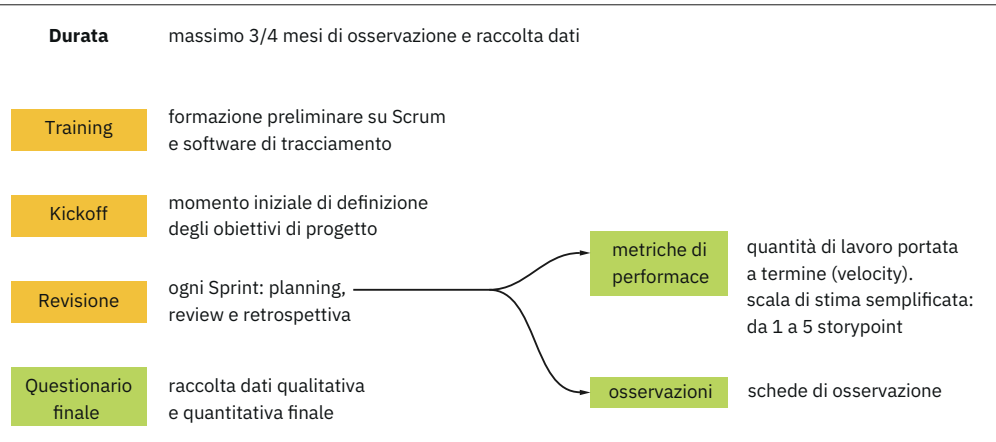 Durata
massimo 3/4 mesi di osservazione e raccolta dati
Training
formazione preliminare su Scrum
e software di tracciamento
Kickoff
momento iniziale di definizione
degli obiettivi di progetto
Revisione
ogni Sprint: planning,
review e retrospettiva
metriche di
performace
quantità di lavoro portata
a termine (velocity).
scala di stima semplificata:
da 1 a 5 storypoint
osservazioni
schede di osservazione
Questionario
finale
raccolta dati qualitativa
e quantitativa finale